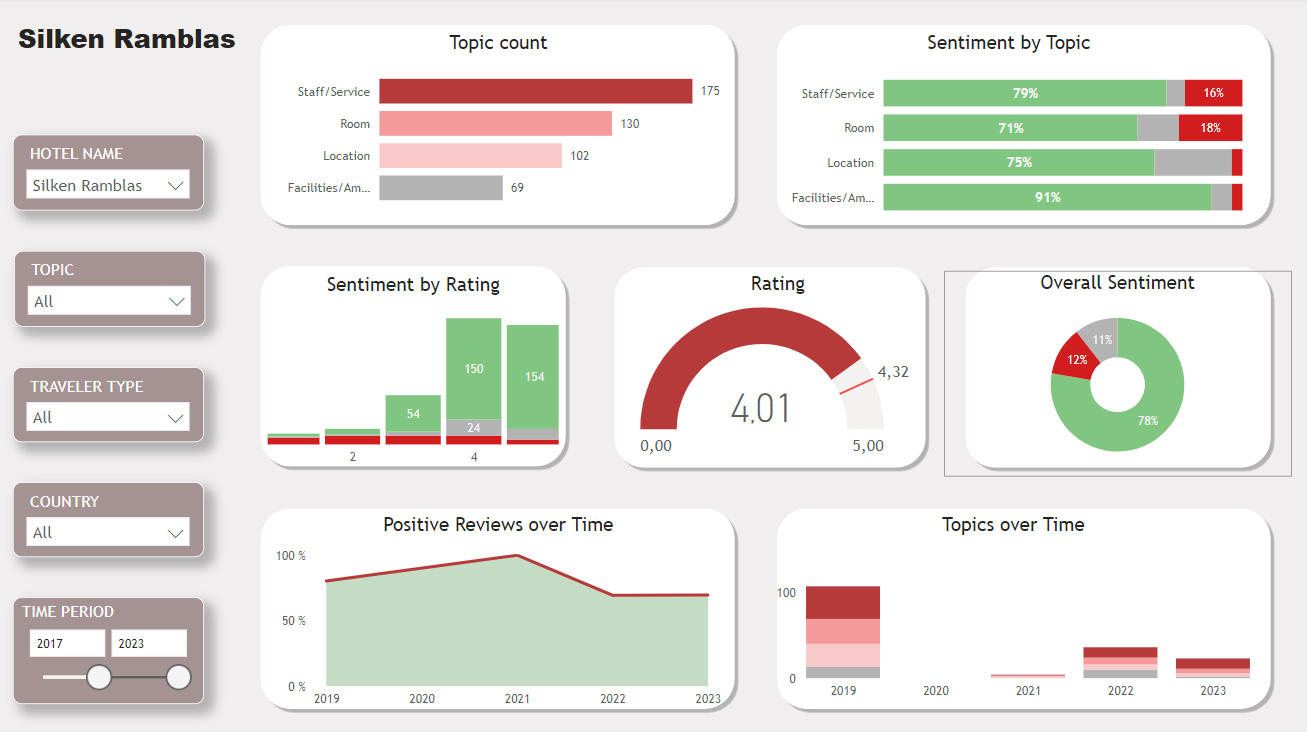 Silken Ramblas
HOTEL NAME
Silken Ramblas
TOPIC
All
TRAVELER TYPE
All
COUNTRY
All
TIME PERIOD
2017 2023
Topic count
Staff/Service 175
Room 130
Location 102
Facilities/Am... 69
Sentiment by Topic
Staff/Service 79% 16%
Room 71% 18%
Location 75%
Facilities/Am... 91%
Sentiment by Rating
150
154
54
24
2 4
Rating
4,32
4,01
0,00 5,00
Overall Sentiment
11%
12%
78%
Positive Reviews over Time
100 %
50 %
0 %
2019 2020 2021 2022 2023
Topics over Time
100
0
2019 2020 2021 2022 2023